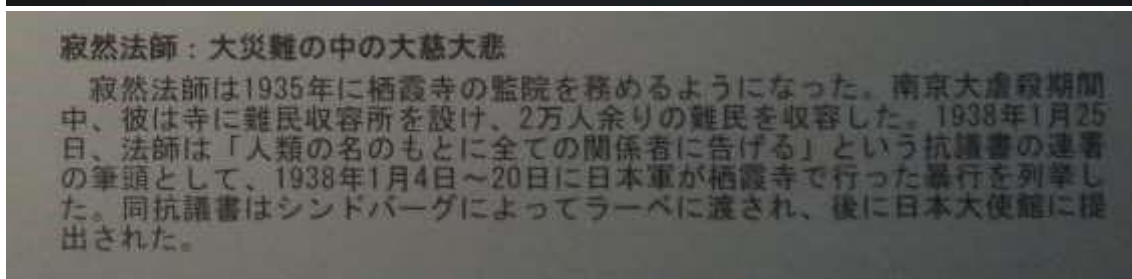 寂然法師：大災難の中の大慈大悲
寂然法師は1935年に栖霞寺の監院を務めるようになった。南京大虐殺期間
中、彼は寺に難民収容所を設け、2万人余りの難民を収容した。1938年1月25
日、法師は「人類の名のもとに全ての関係者に告げる」という抗議書の連署
の筆頭として、1938年1月4日～20日に日本軍が栖霞寺で行った暴行を列挙し
た。同抗議書はシンドバーグによってラーベに渡され、後に日本大使館に提
出された。